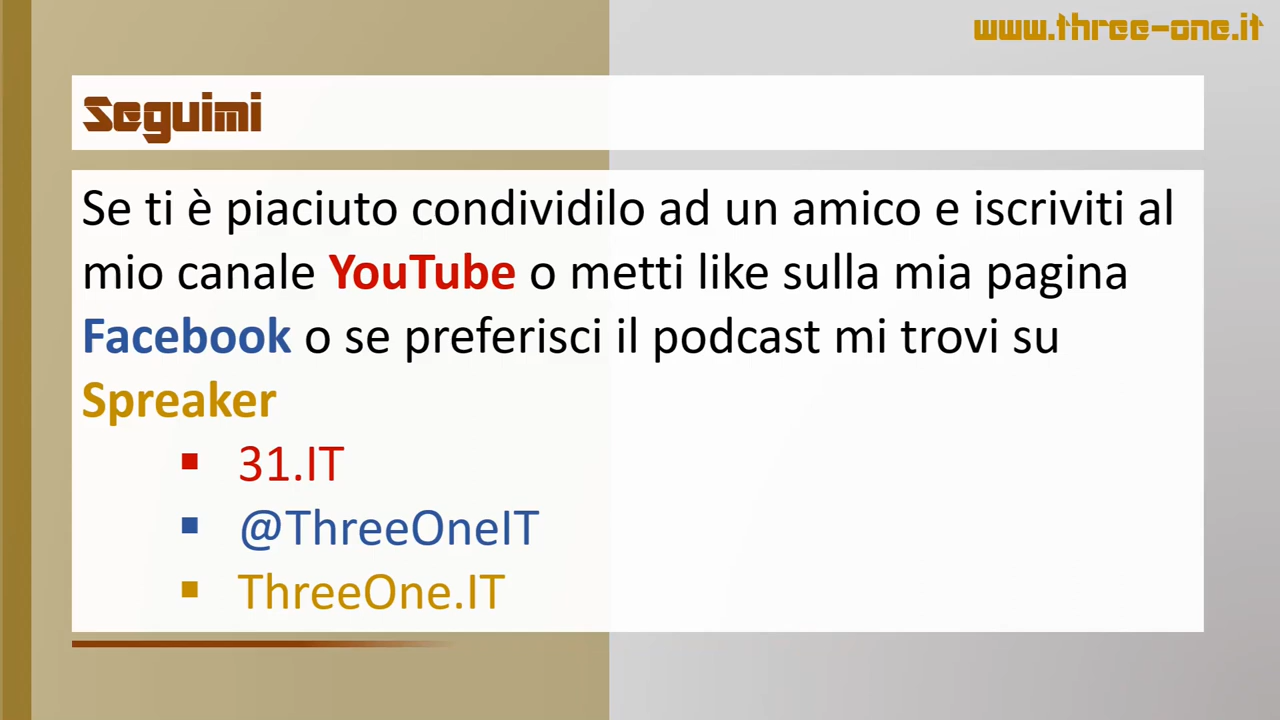 www.three-one.it
Seguimi
Se ti è piaciuto condividilo ad un amico e iscriviti al
mio canale YouTube o metti like sulla mia pagina
Facebook o se preferisci il podcast mi trovi su
Spreaker
▪ 31.IT
▪ @ThreeOneIT
▪ ThreeOne.IT